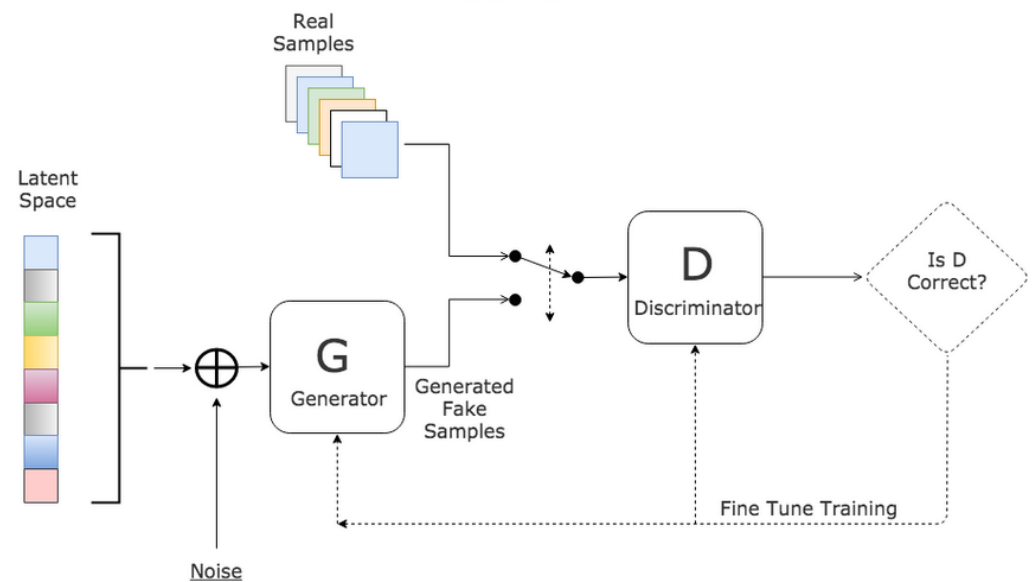 Real
Samples
Latent
Space
D
Discriminator
Is D
Correct?
G
Generator
Generated
Fake
Samples
Fine Tune Training
Noise